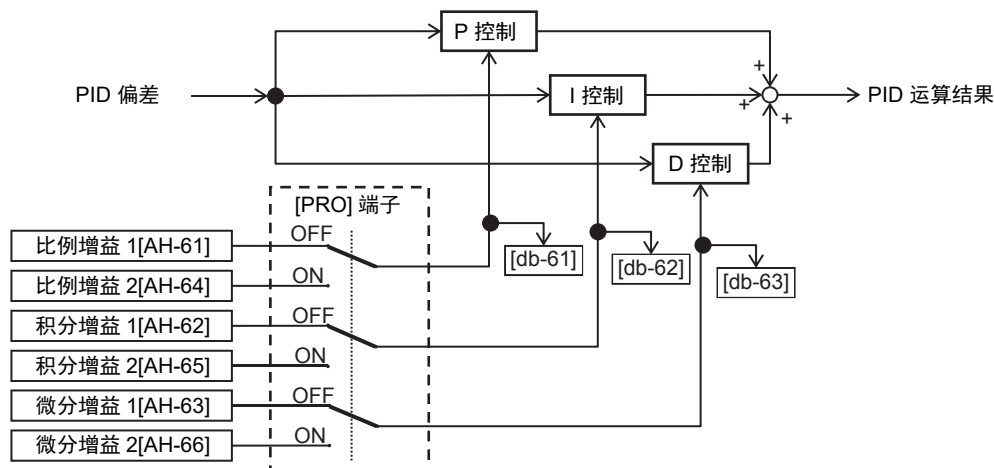 P 控制
+
PID 偏差
I 控制
+
PID 运算结果
+
D 控制
[PRO] 端子
比例增益 1[AH-61]
OFF
[db-61]
[db-62]
[db-63]
比例增益 2[AH-64]
ON
积分增益 1[AH-62]
OFF
积分增益 2[AH-65]
ON
微分增益 1[AH-63]
OFF
微分增益 2[AH-66]
ON